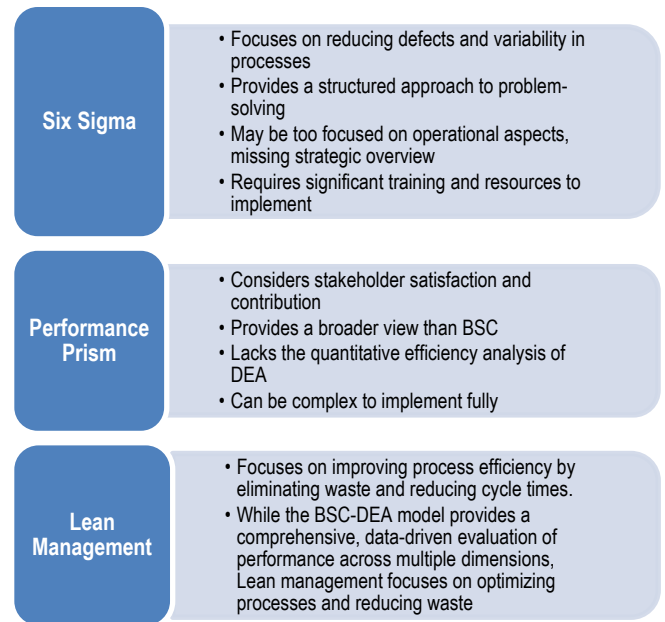 Six Sigma
• Focuses on reducing defects and variability in
processes
• Provides a structured approach to problem-
solving
• May be too focused on operational aspects,
missing strategic overview
• Requires significant training and resources to
implement
Performance
Prism
• Considers stakeholder satisfaction and
contribution
• Provides a broader view than BSC
• Lacks the quantitative efficiency analysis of
DEA
• Can be complex to implement fully
Lean
Management
• Focuses on improving process efficiency by
eliminating waste and reducing cycle times.
• While the BSC-DEA model provides a
comprehensive, data-driven evaluation of
performance across multiple dimensions,
Lean management focuses on optimizing
processes and reducing waste